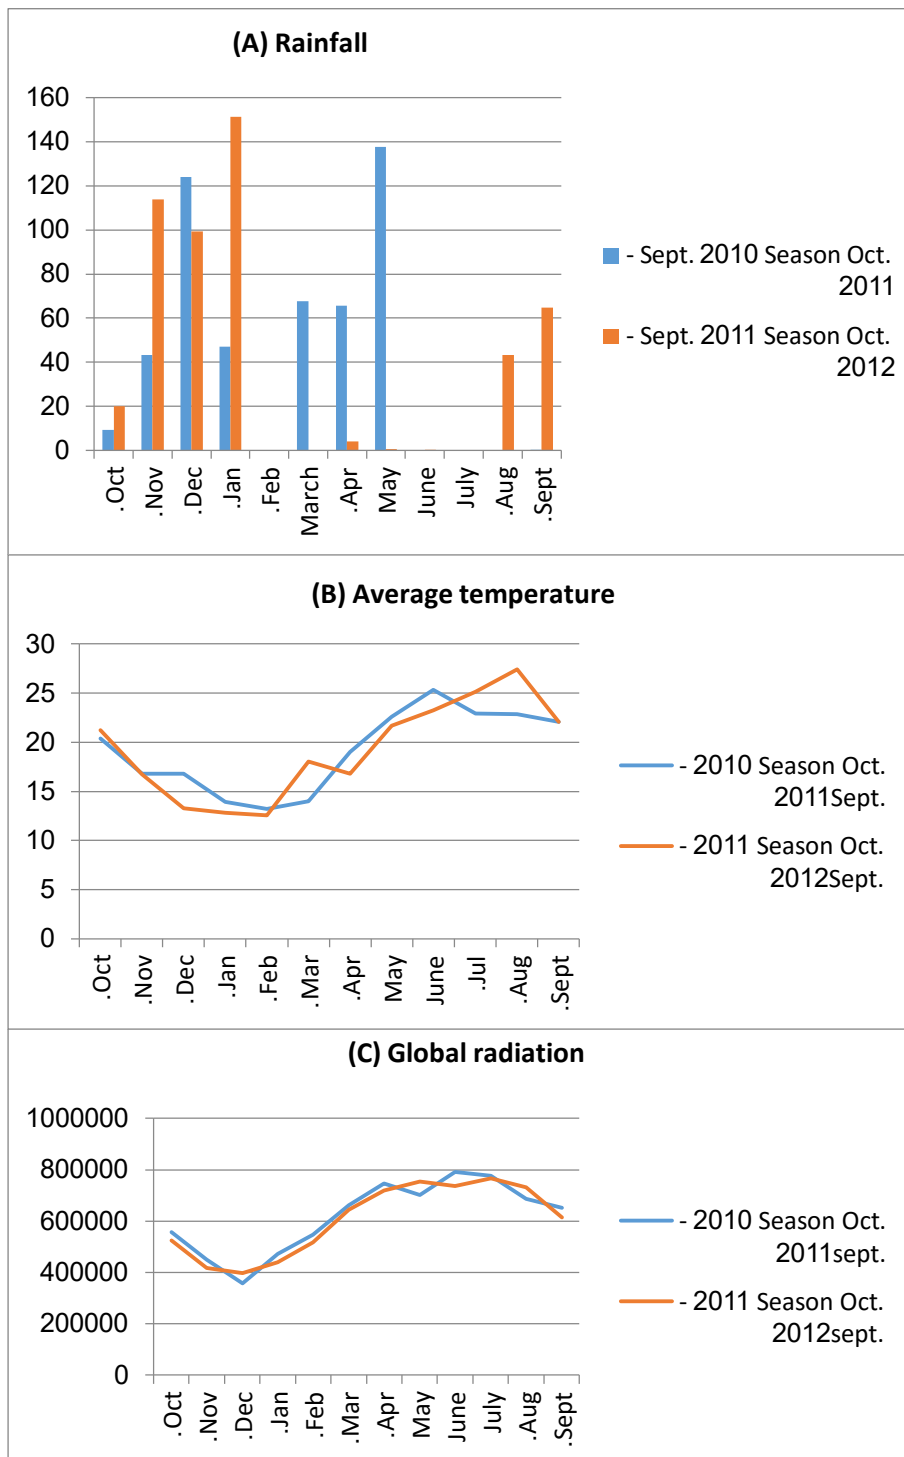 (A) Rainfall
160
140
120
100
80
60
40
20
0
.Oct
.Nov
.Dec
.Jan
.Feb
March
.Apr
May
June
July
.Aug
.Sept
- Sept. 2010 Season Oct.
2011
- Sept. 2011 Season Oct.
2012
(B) Average temperature
30
25
20
15
10
5
0
.Oct
.Nov
.Dec
.Jan
.Feb
.Mar
.Apr
May
June
.Jul
.Aug
.Sept
- 2010 Season Oct.
2011Sept.
- 2011 Season Oct.
2012Sept.
(C) Global radiation
1000000
800000
600000
400000
200000
0
.Oct
.Nov
.Dec
.Jan
.Feb
.Mar
.Apr
May
June
July
.Aug
.Sept
- 2010 Season Oct.
2011sept.
- 2011 Season Oct.
2012sept.